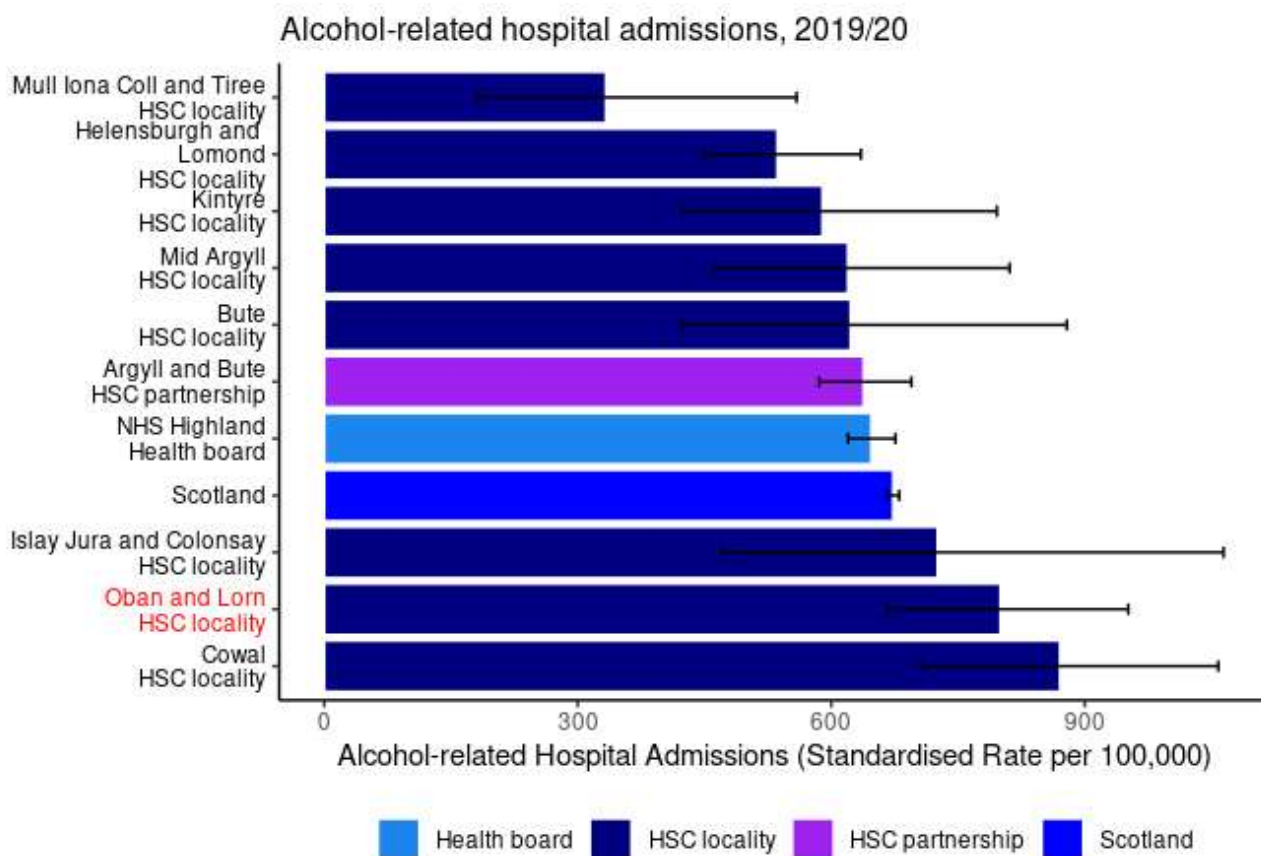 Alcohol-related hospital admissions, 2019/20
Mull Iona Coll and Tiree
HSC locality
Helensburgh and
Lomond
HSC locality
Kintyre
HSC locality
Mid Argyll
HSC locality
Bute
HSC locality
Argyll and Bute
HSC partnership
NHS Highland
Health board
Scotland
Islay Jura and Colonsay
HSC locality
Oban and Lorn
HSC locality
Cowal
HSC locality
0 300 600 900
Alcohol-related Hospital Admissions (Standardised Rate per 100,000)
Health board HSC locality HSC partnership Scotland